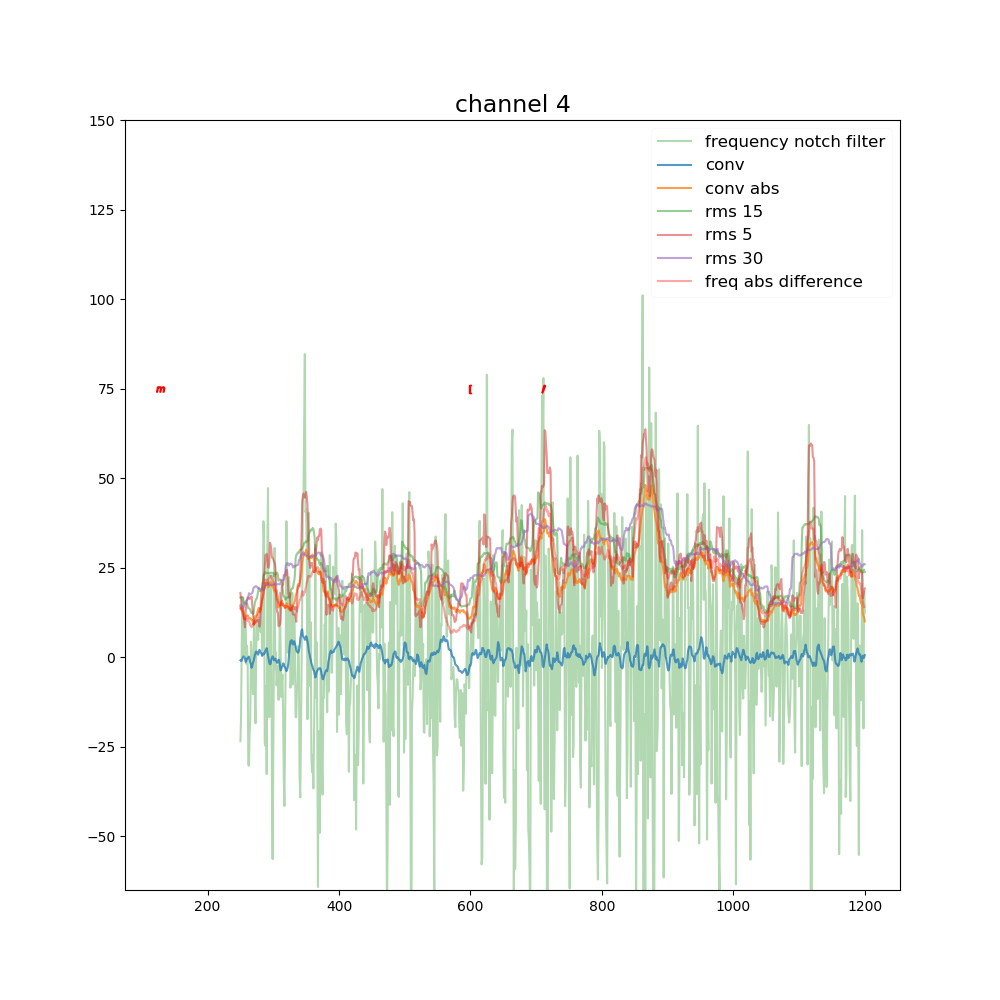 channel 4
150
125
100
75
50
25
0
−25
−50
200
400
600
800
1000
1200
frequency notch filter
conv
conv abs
rms 15
rms 5
rms 30
freq abs difference
m
[
/